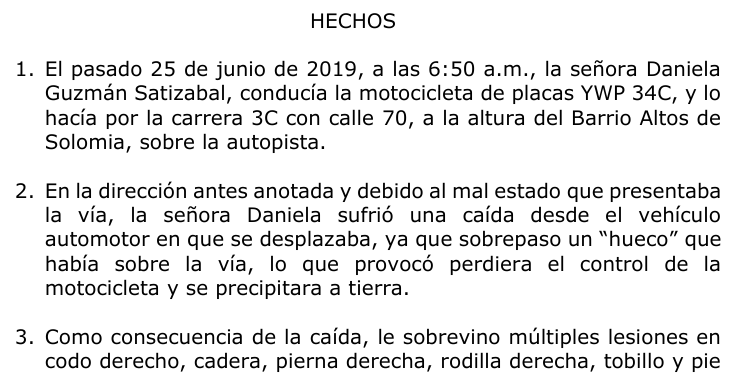 HECHOS
1. El pasado 25 de junio de 2019, a las 6:50 a.m., la señora Daniela
Guzmán Satizabal, conducía la motocicleta de placas YWP 34C, y lo
hacía por la carrera 3C con calle 70, a la altura del Barrio Altos de
Solomia, sobre la autopista.
2. En la dirección antes anotada y debido al mal estado que presentaba
la vía, la señora Daniela sufrió una caída desde el vehículo
automotor en que se desplazaba, ya que sobrepaso un “hueco” que
había sobre la vía, lo que provocó perdiera el control de la
motocicleta y se precipitara a tierra.
3. Como consecuencia de la caída, le sobrevino múltiples lesiones en
codo derecho, cadera, pierna derecha, rodilla derecha, tobillo y pie